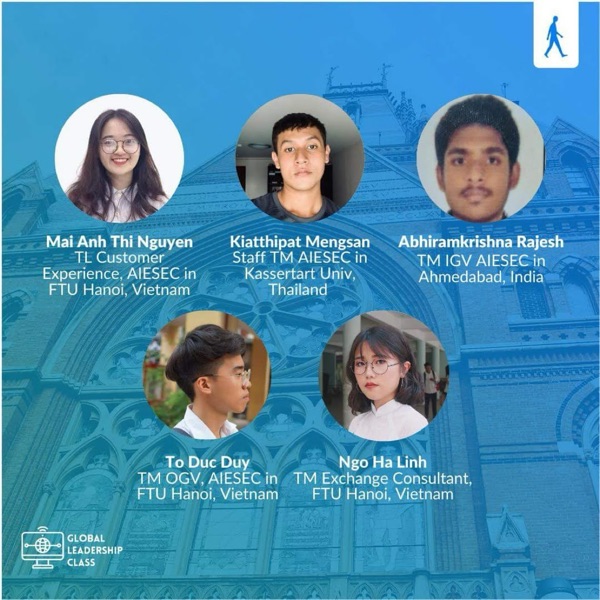 Mai Anh Thi Nguyen
TL Customer
Experience, AIESEC in
FTU Hanoi, Vietnam
Kiatthipat Mengsan
Staff TM AIESEC in
Kassertart Univ,
Thailand
Abhiramkrishna Rajesh
TM IGV AIESEC in
Ahmedabad, India
To Duc Duy
TM OGV, AIESEC in
FTU Hanoi, Vietnam
Ngo Ha Linh
TM Exchange Consultant,
FTU Hanoi, Vietnam
GLOBAL
LEADERSHIP
CLASS